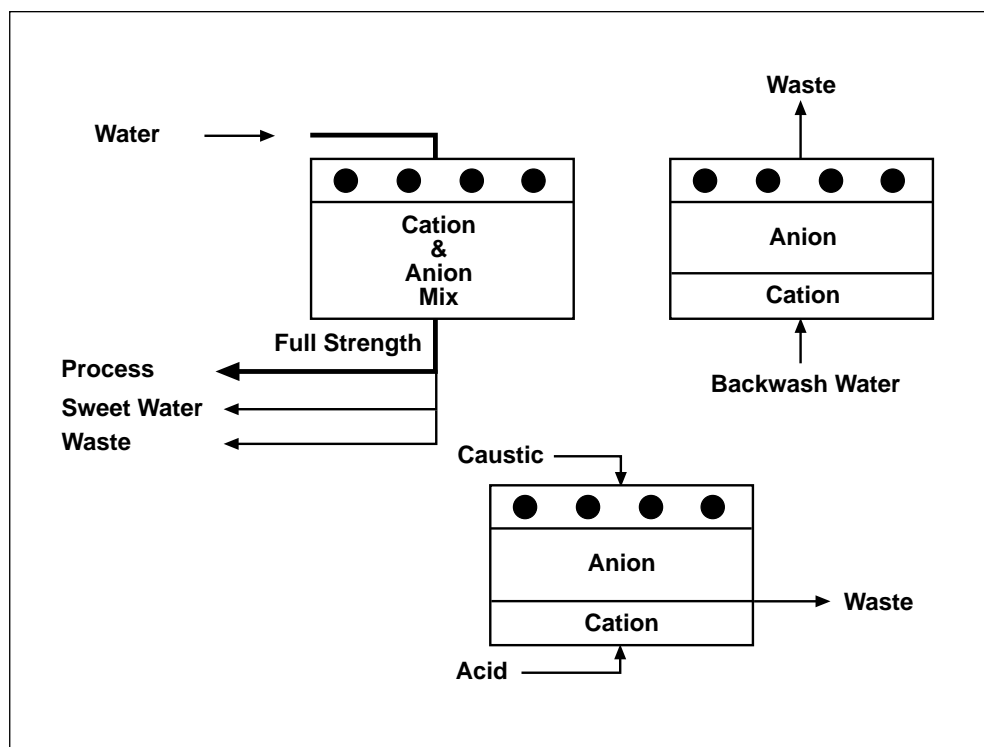 Water
Cation
&
Anion
Mix
Full Strength
Process
Sweet Water
Waste
Waste
Anion
Cation
Backwash Water
Caustic
Anion
Cation
Waste
Acid